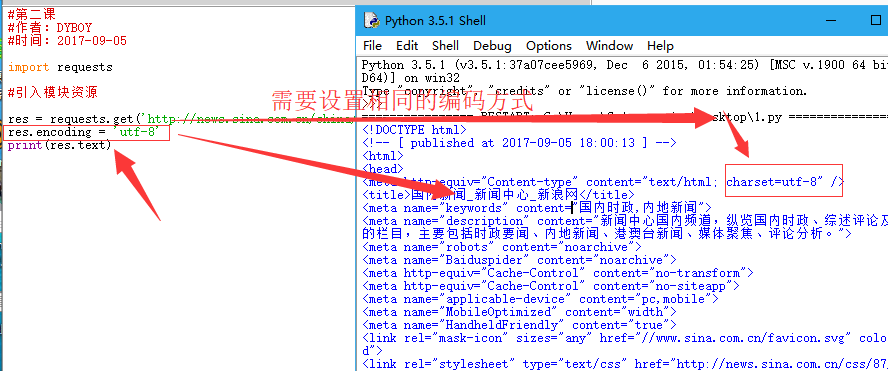 #第二课
#作者：DYBOY
#时间：2017-09-05
import requests
#引入模块资源
res = requests.get('http://news.sina.com.cn/china/
res.encoding = 'utf-8'
print(res.text)
需要设置相同的编码方式
Python 3.5.1 Shell
File Edit Shell Debug Options Window Help
Python 3.5.1 (v3.5.1:37a07cee5969, Dec  6 2015, 01:54:25) [MSC v.1900 64 bit
D64)] on win32
Type "copyright", "credits" or "license()" for more information.
>>>
RESTART: C:\Users\ \Desktop\1.py ================
<!DOCTYPE html>
<!-- [ published at 2017-09-05 18:00:13 ] -->
<html>
<head>
<meta http-equiv="Content-type" content="text/html; charset=utf-8" />
<title>国内新闻_新闻中心_新浪网</title>
<meta name="keywords" content="国内时政,内地新闻">
<meta name="description" content="新闻中心国内频道，纵览国内时政、综述评论及
的栏目，主要包括时政要闻、内地新闻、港澳台新闻、媒体聚焦、评论分析。">
<meta name="robots" content="noarchive">
<meta name="Baiduspider" content="noarchive">
<meta http-equiv="Cache-Control" content="no-transform">
<meta http-equiv="Cache-Control" content="no-siteapp">
<meta name="applicable-device" content="pc,mobile">
<meta name="MobileOptimized" content="width">
<meta name="HandheldFriendly" content="true">
<link rel="mask-icon" sizes="any" href="//www.sina.com.cn/favicon.svg" colo
d">
<link rel="stylesheet" type="text/css" href="http://news.sina.com.cn/css/87